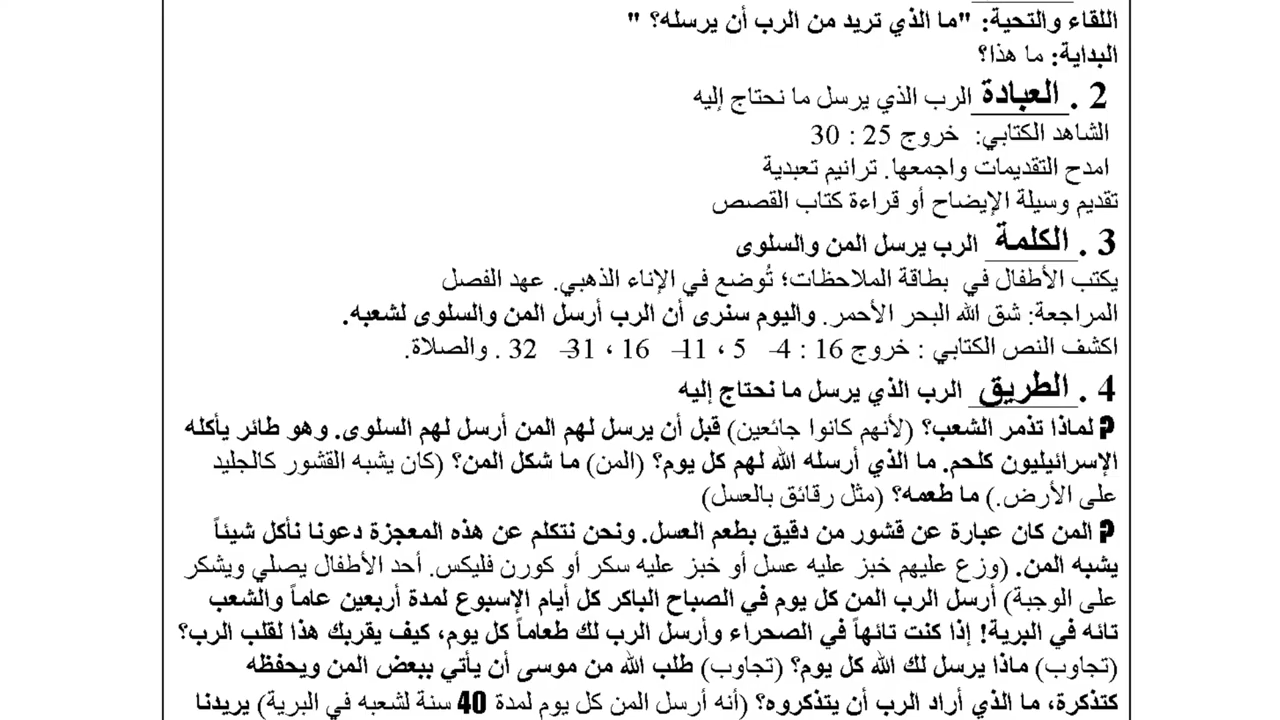 اللقاء والتحية: "ما الذي تريد من الرب أن يرسله؟ "
البداية: ما هذا؟
2 . العبادة الرب الذي يرسل ما نحتاج إليه
الشاهد الكتابي: خروج 25 : 30
امدح التقديمات واجمعها. ترانيم تعبدية
تقديم وسيلة الإيضاح أو قراءة كتاب القصص
3 . الكلمة الرب يرسل المن والسلوى
يكتب الأطفال في بطاقة الملاحظات؛ تُوضع في الإناء الذهبي. عهد الفصل
المراجعة: شق الله البحر الأحمر. واليوم سنرى أن الرب أرسل المن والسلوى لشعبه.
اكشف النص الكتابي : خروج 16 : 4– 5 ، 11– 16 ، 31– 32 . والصلاة.
4 . الطريق الرب الذي يرسل ما نحتاج إليه
? لماذا تذمر الشعب؟ (لأنهم كانوا جائعين) قبل أن يرسل لهم المن أرسل لهم السلوى. وهو طائر يأكله
الإسرائيليون كلحم. ما الذي أرسله الله لهم كل يوم؟ (المن) ما شكل المن؟ (كان يشبه القشور كالجليد
على الأرض.) ما طعمه؟ (مثل رقائق بالعسل)
? المن كان عبارة عن قشور من دقيق بطعم العسل. ونحن نتكلم عن هذه المعجزة دعونا نأكل شيئاً
يشبه المن. (وزع عليهم خبز عليه عسل أو خبز عليه سكر أو كورن فليكس. أحد الأطفال يصلي ويشكر
على الوجبة) أرسل الرب المن كل يوم في الصباح الباكر كل أيام الإسبوع لمدة أربعين عاماً والشعب
تائه في البرية! إذا كنت تائهاً في الصحراء وأرسل الرب لك طعاماً كل يوم، كيف يقربك هذا لقلب الرب؟
(تجاوب) ماذا يرسل لك الله كل يوم؟ (تجاوب) طلب الله من موسى أن يأتي ببعض المن ويحفظه
كتذكرة، ما الذي أراد الرب أن يتذكروه؟ (أنه أرسل المن كل يوم لمدة 40 سنة لشعبه في البرية) يريدنا